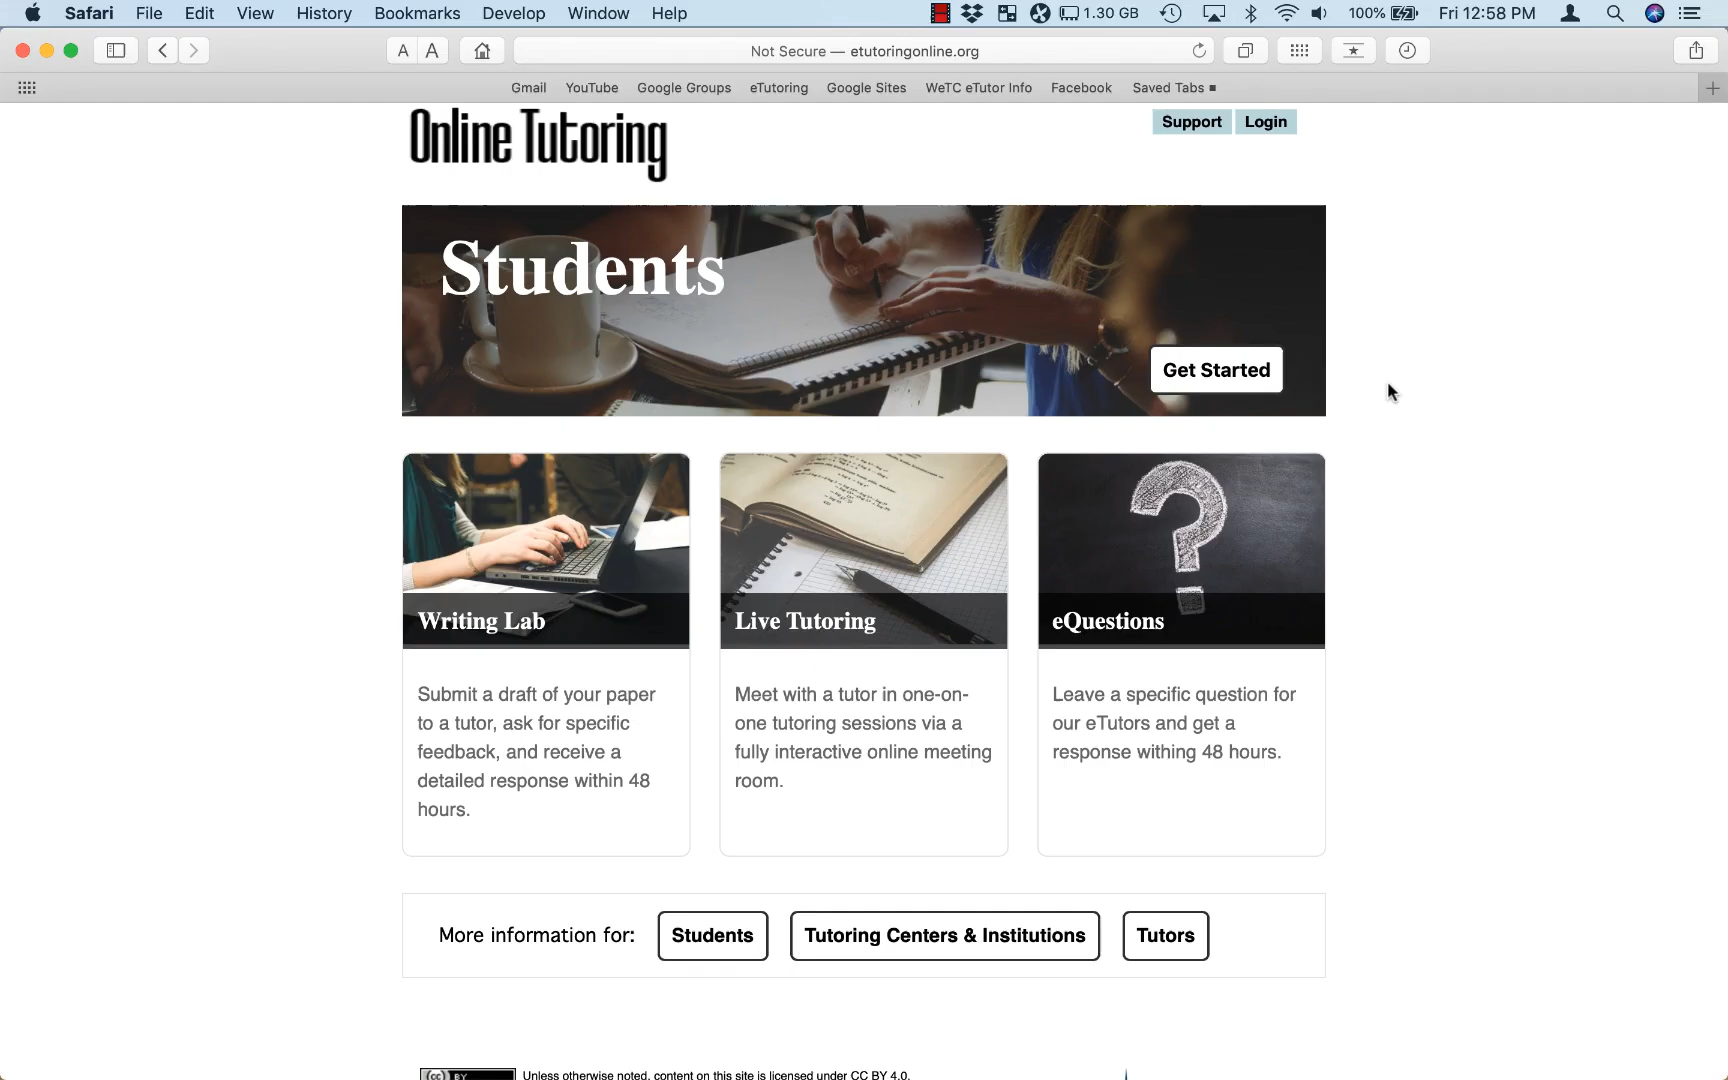 Safari File Edit View History Bookmarks Develop Window Help 1.30 GB 100% Fri 12:58 PM
A A Not Secure — etutoringonline.org
Gmail YouTube Google Groups eTutoring Google Sites WeTC eTutor Info Facebook Saved Tabs
Online Tutoring
Support Login
Students
Get Started
Writing Lab
Submit a draft of your paper
to a tutor, ask for specific
feedback, and receive a
detailed response within 48
hours.
Live Tutoring
Meet with a tutor in one-on-
one tutoring sessions via a
fully interactive online meeting
room.
eQuestions
Leave a specific question for
our eTutors and get a
response withing 48 hours.
More information for: Students Tutoring Centers & Institutions Tutors
(cc) BY Unless otherwise noted, content on this site is licensed under CC BY 4.0.